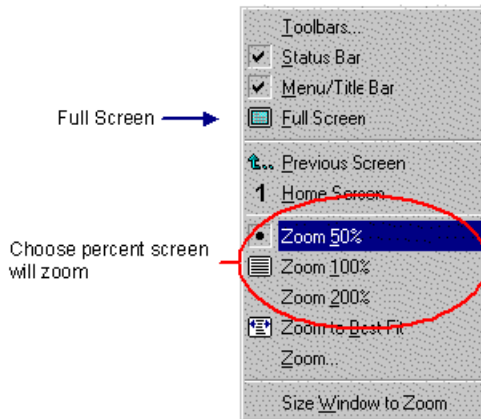 Toolbars...
Status Bar
Menu/Title Bar
Full Screen
Full Screen
Previous Screen
1 Home Screen
Zoom 50%
Choose percent screen
will zoom
Zoom 100%
Zoom 200%
Zoom to Best Fit
Zoom...
Size Window to Zoom